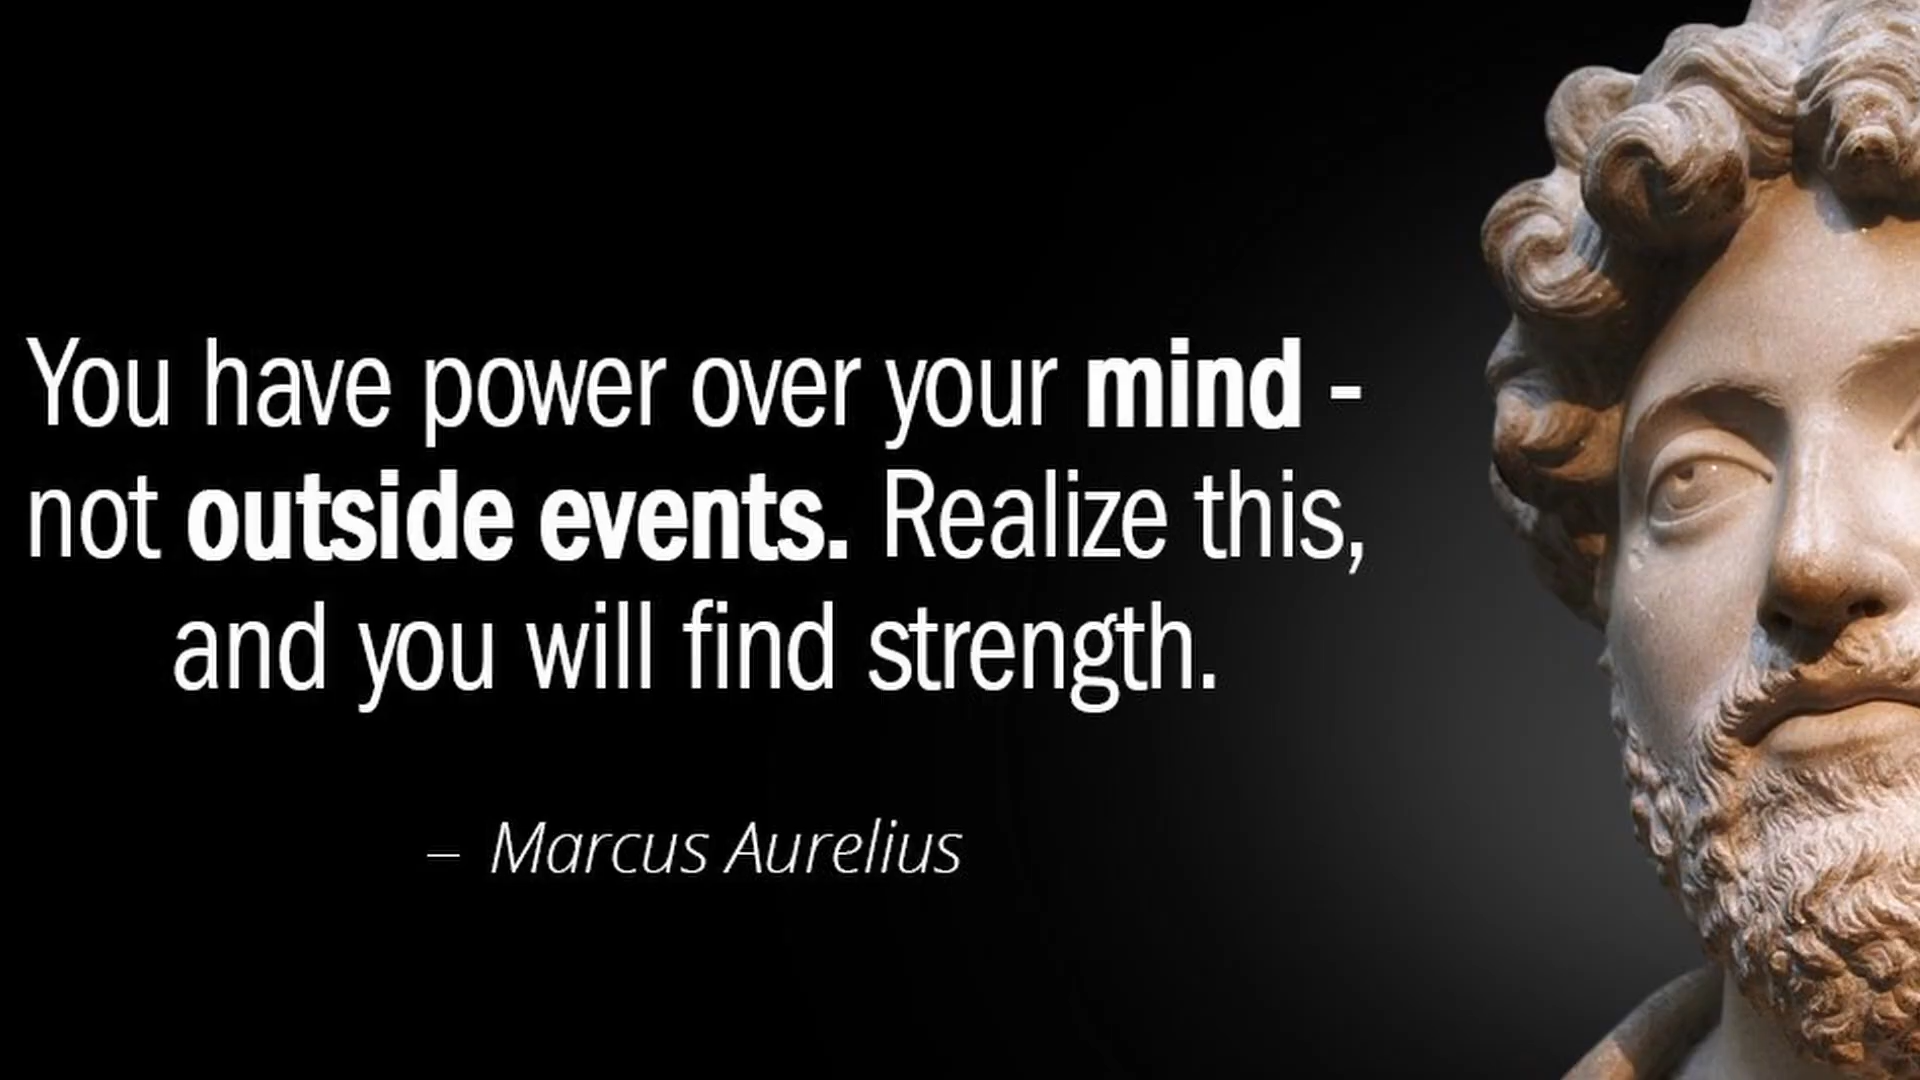 You have power over your mind -
not outside events. Realize this,
and you will find strength.
– Marcus Aurelius